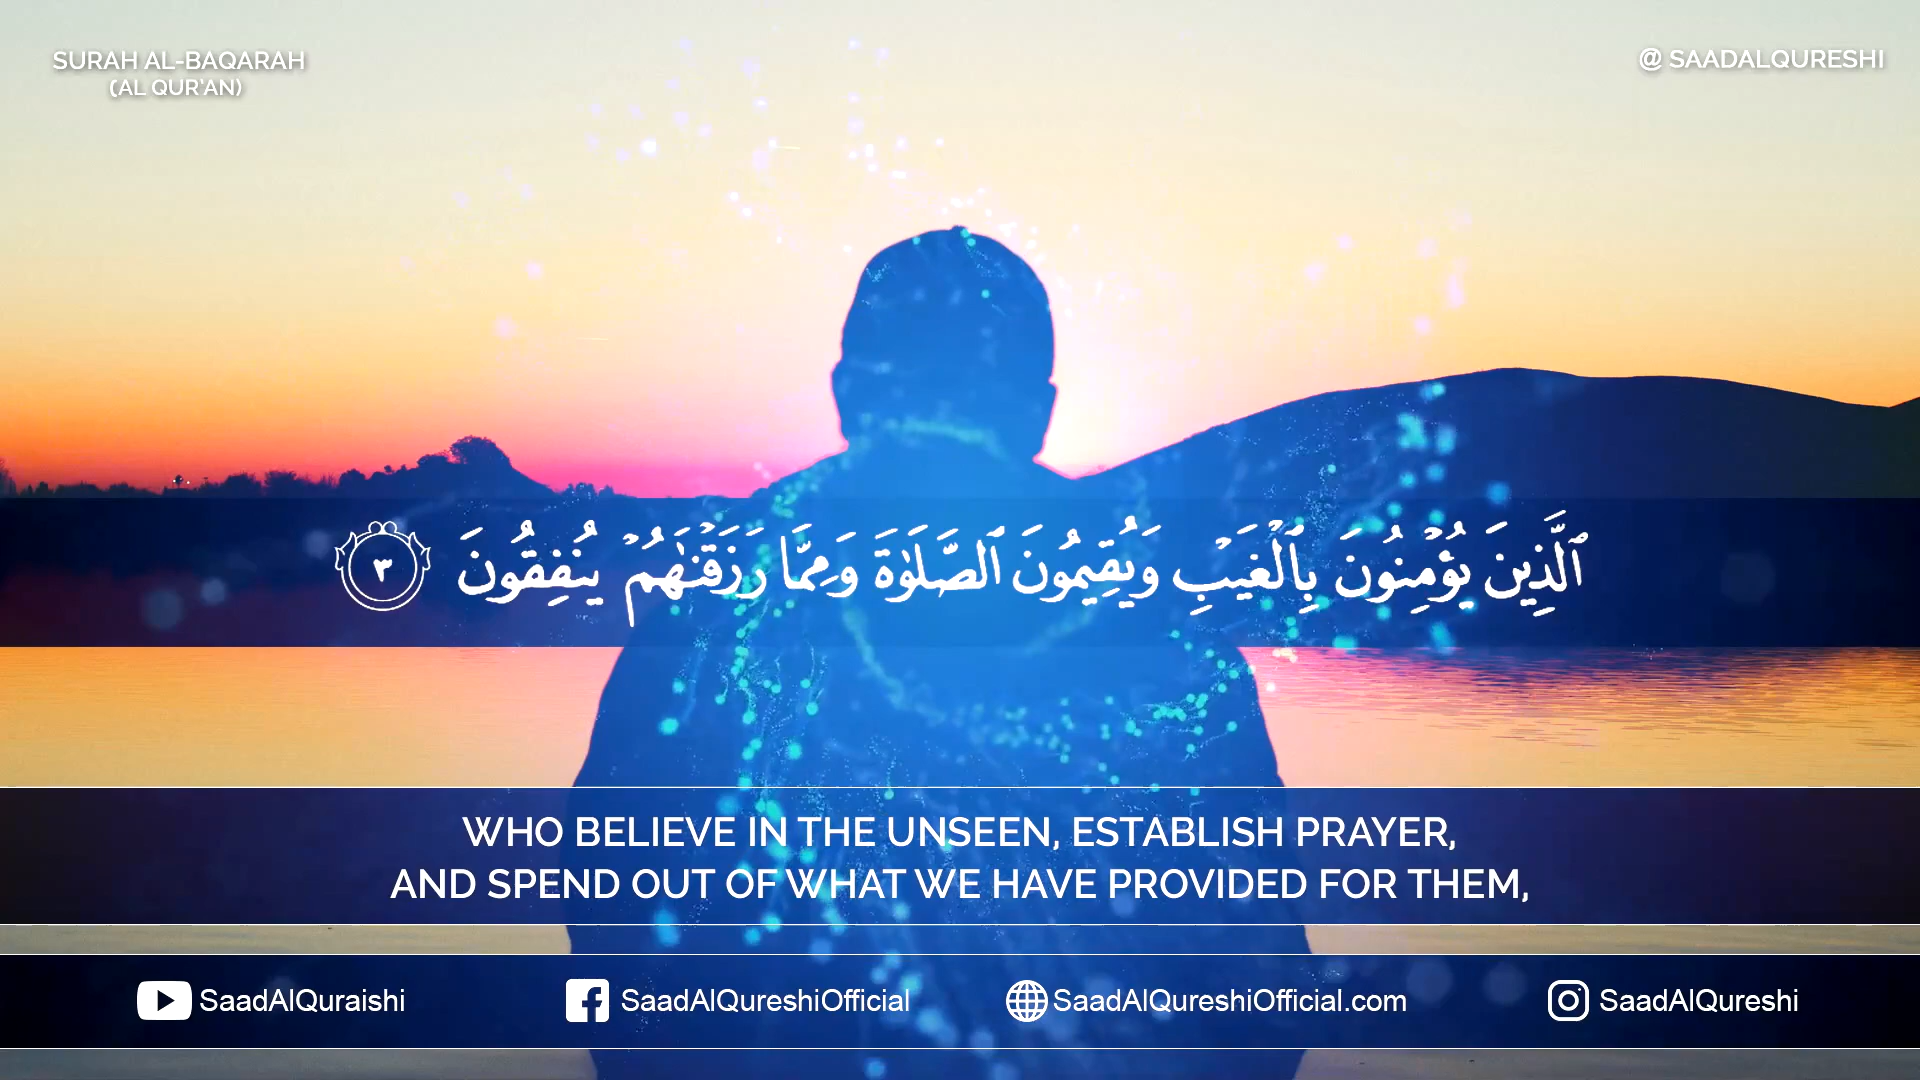 SURAH AL-BAQARAH
(AL QUR'AN)
@ SAADALQURESHI
ٱلَّذِينَ يُؤْمِنُونَ بِٱلْغَيْبِ وَيُقِيمُونَ ٱلصَّلَوٰةَ وَمِمَّا رَزَقْنَٰهُمْ يُنفِقُونَ ٣
WHO BELIEVE IN THE UNSEEN, ESTABLISH PRAYER,
AND SPEND OUT OF WHAT WE HAVE PROVIDED FOR THEM,
SaadAlQuraishi
SaadAlQureshiOfficial
SaadAlQureshiOfficial.com
SaadAlQureshi